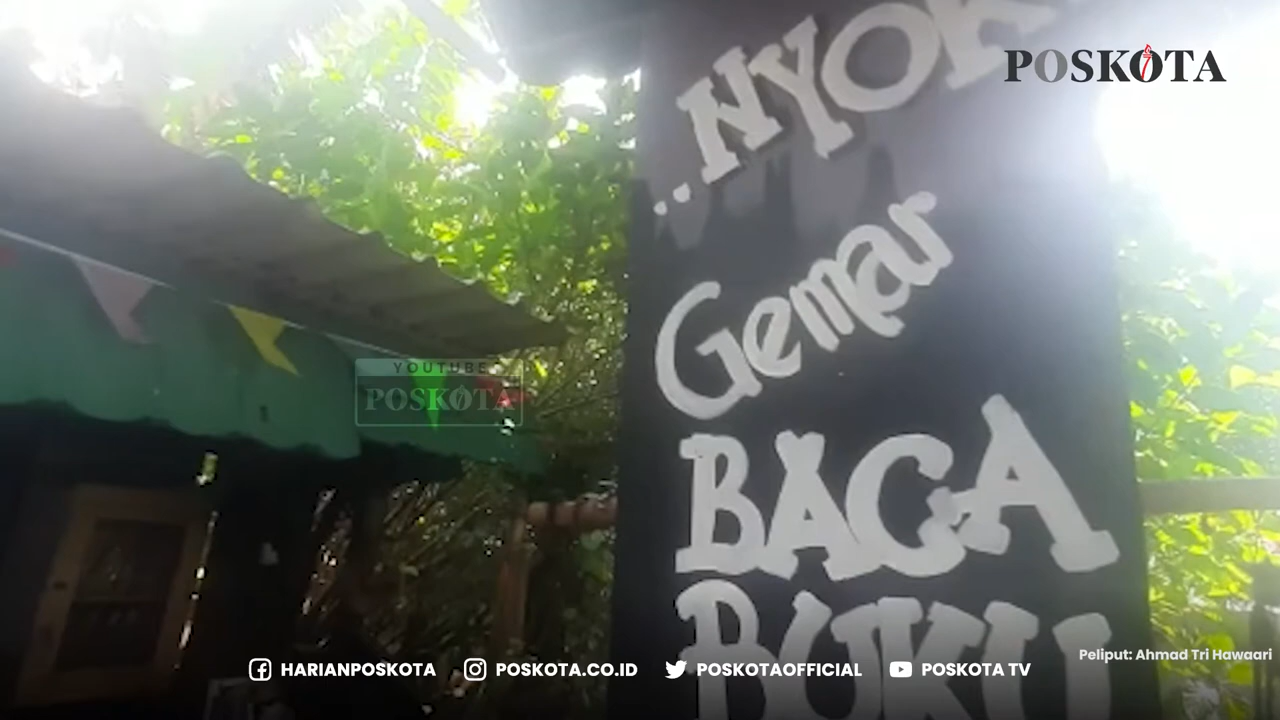 POSKOTA
..NYOK
Gemar
BACA
BUKU
YOUTUBE
POSKOTA
Peliput: Ahmad Tri Hawaari
HARIANPOSKOTA
POSKOTA.CO.ID
POSKOTAOFFICIAL
POSKOTA TV